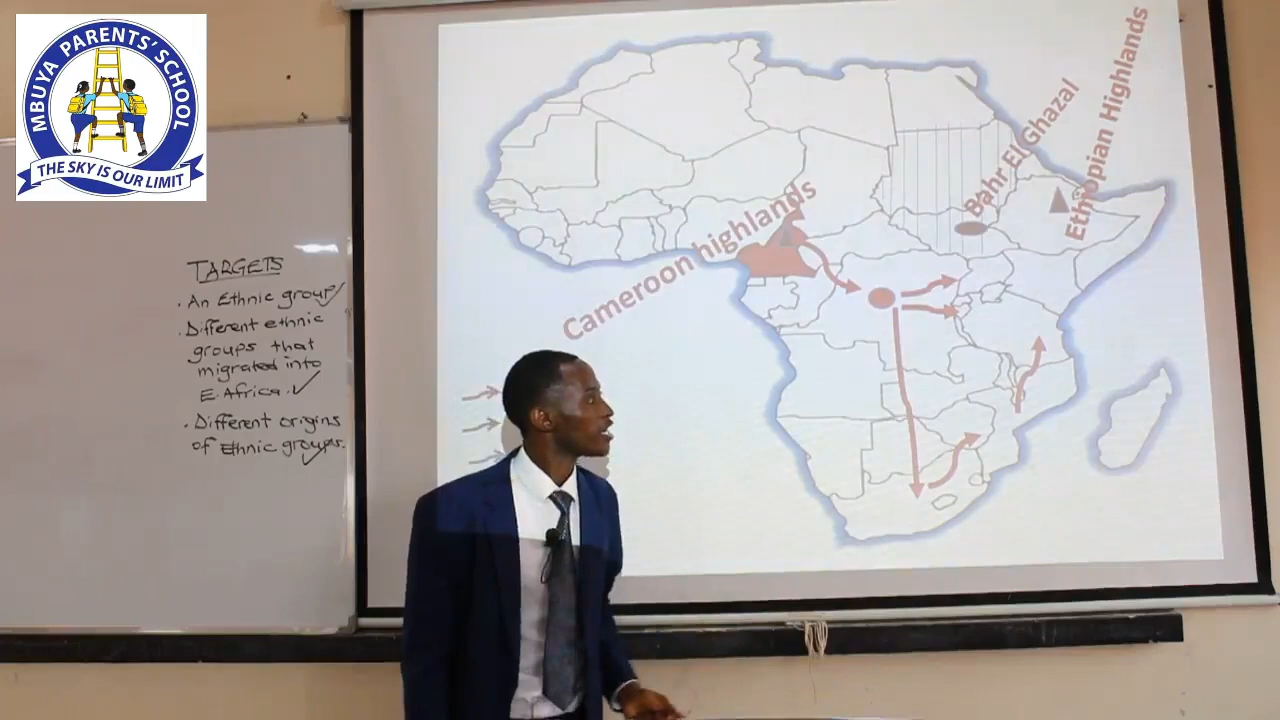 MBUYA PARENTS' SCHOOL
THE SKY IS OUR LIMIT
TARGETS
. An Ethnic group
. Different ethnic
groups that
migrated into
E. Africa.
. Different origins
of Ethnic groups.
Cameroon highlands
Bahr El Ghazal
Ethiopian Highlands